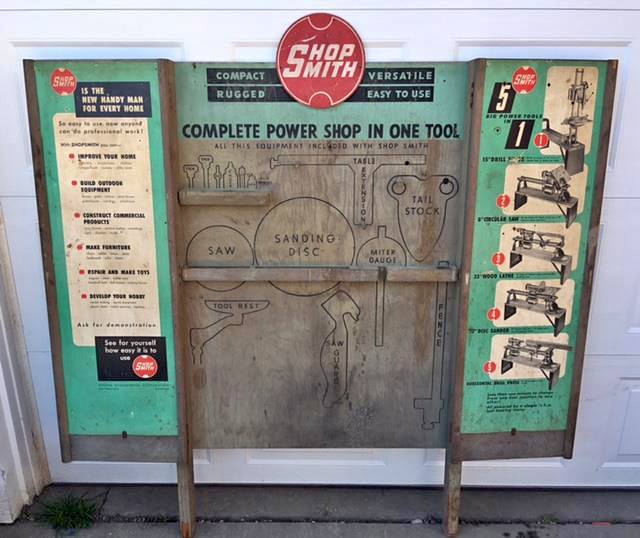 SHOP SMITH
COMPACT VERSATILE
RUGGED EASY TO USE
COMPLETE POWER SHOP IN ONE TOOL
ALL THIS EQUIPMENT INCLUDED WITH SHOP SMITH
TABLE EXTENSION
TAIL STOCK
SAW
SANDING DISC
MITER GAUGE
TOOL REST
SAW GUARD
FENCE
SHOP SMITH
IS THE
NEW HANDY MAN
FOR EVERY HOME
So easy to use, now anyone
can do professional work!
With SHOPSMITH you can—
IMPROVE YOUR HOME
BUILD OUTDOOR
EQUIPMENT
CONSTRUCT COMMERCIAL
PRODUCTS
MAKE FURNITURE
REPAIR AND MAKE TOYS
DEVELOP YOUR HOBBY
Ask for demonstration
See for yourself
how easy it is to
use SHOP SMITH
SHOP SMITH
5
BIG POWER TOOLS
IN 1
1
15" DRILL
2
8" CIRCULAR SAW
3
33" WOOD LATHE
4
12" DISC SANDER
5
HORIZONTAL DRILL PRESS